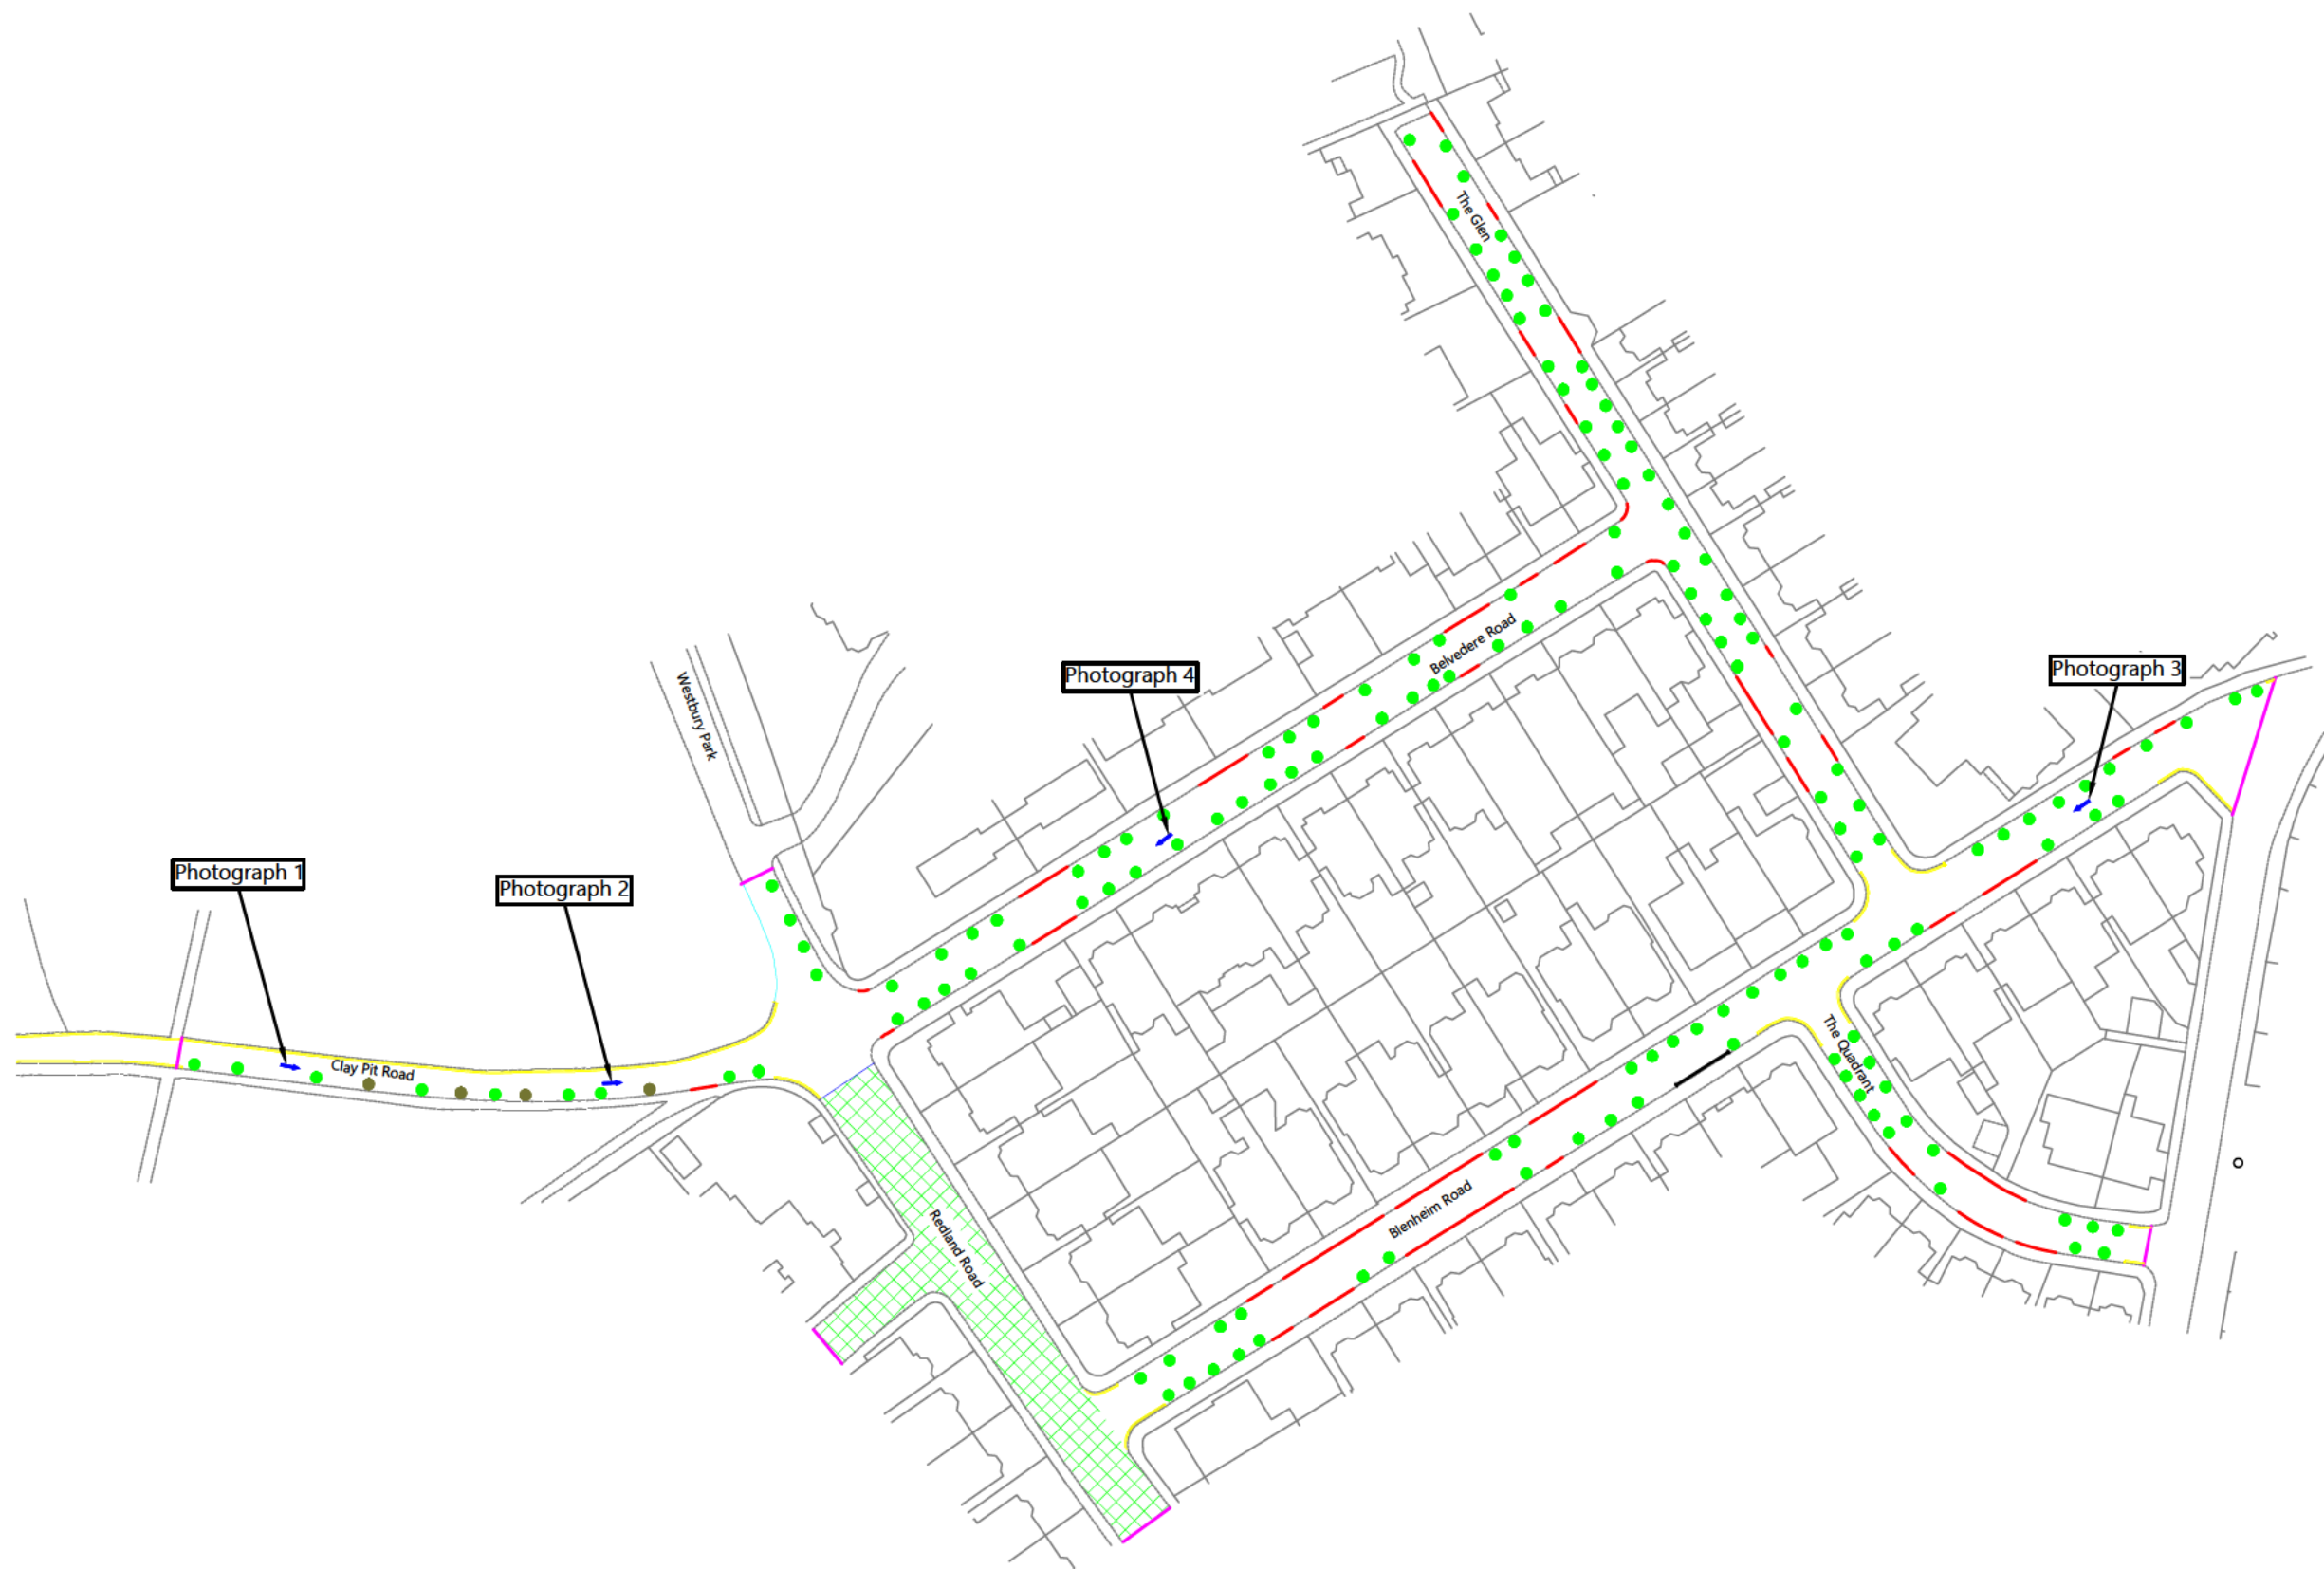 The Glen
Belvedere Road
Photograph 3
Photograph 4
Westbury Park
Photograph 1
Photograph 2
Clay Pit Road
The Quadrant
Blenheim Road
Redland Road